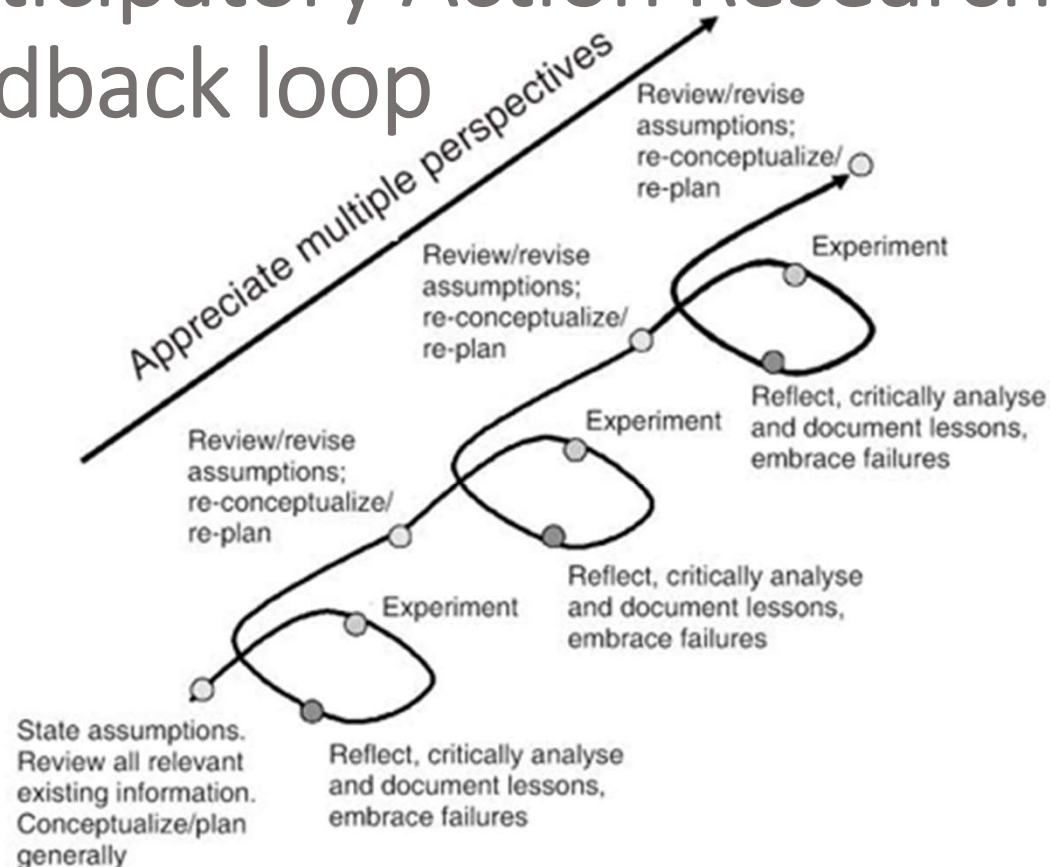 ticipatory Action Research
dback loop
Appreciate multiple perspectives
Review/revise
assumptions;
re-conceptualize/
re-plan
Experiment
Review/revise
assumptions;
re-conceptualize/
re-plan
Reflect, critically analyse
and document lessons,
embrace failures
Experiment
Review/revise
assumptions;
re-conceptualize/
re-plan
Reflect, critically analyse
and document lessons,
embrace failures
Experiment
State assumptions.
Review all relevant
existing information.
Conceptualize/plan
generally
Reflect, critically analyse
and document lessons,
embrace failures